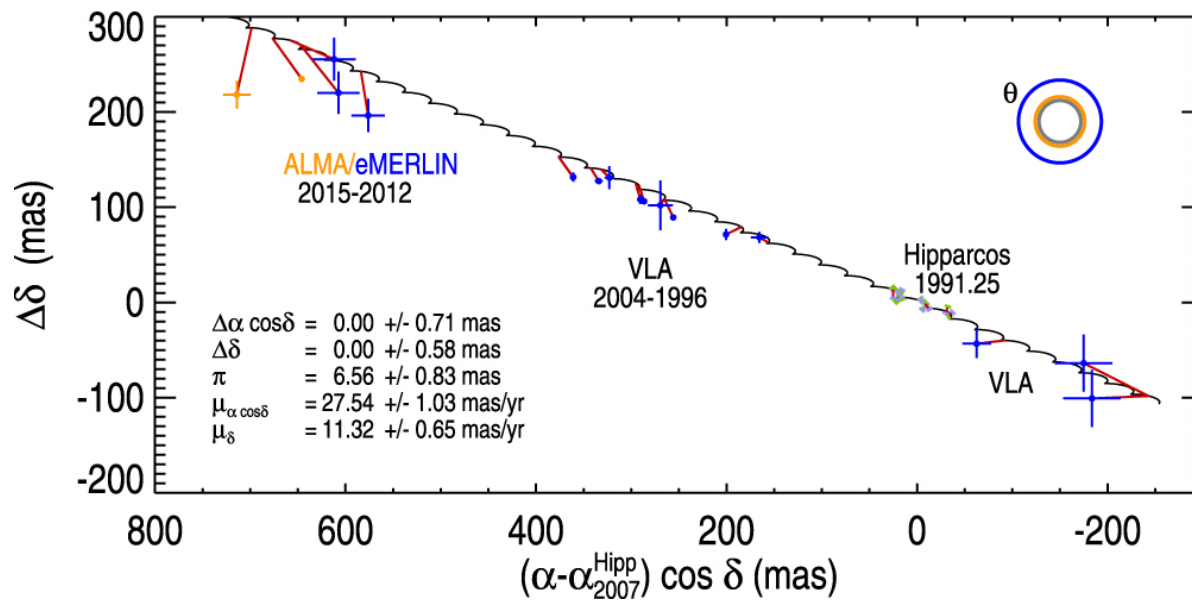 300
200
100
0
-100
-200
Δδ (mas)
θ
ALMA/eMERLIN
2015-2012
VLA
2004-1996
Hipparcos
1991.25
VLA
Δα cosδ = 0.00 +/- 0.71 mas
Δδ = 0.00 +/- 0.58 mas
π = 6.56 +/- 0.83 mas
μα cosδ = 27.54 +/- 1.03 mas/yr
μδ = 11.32 +/- 0.65 mas/yr
800 600 400 200 0 -200
(α-α2007Hipp) cos δ (mas)